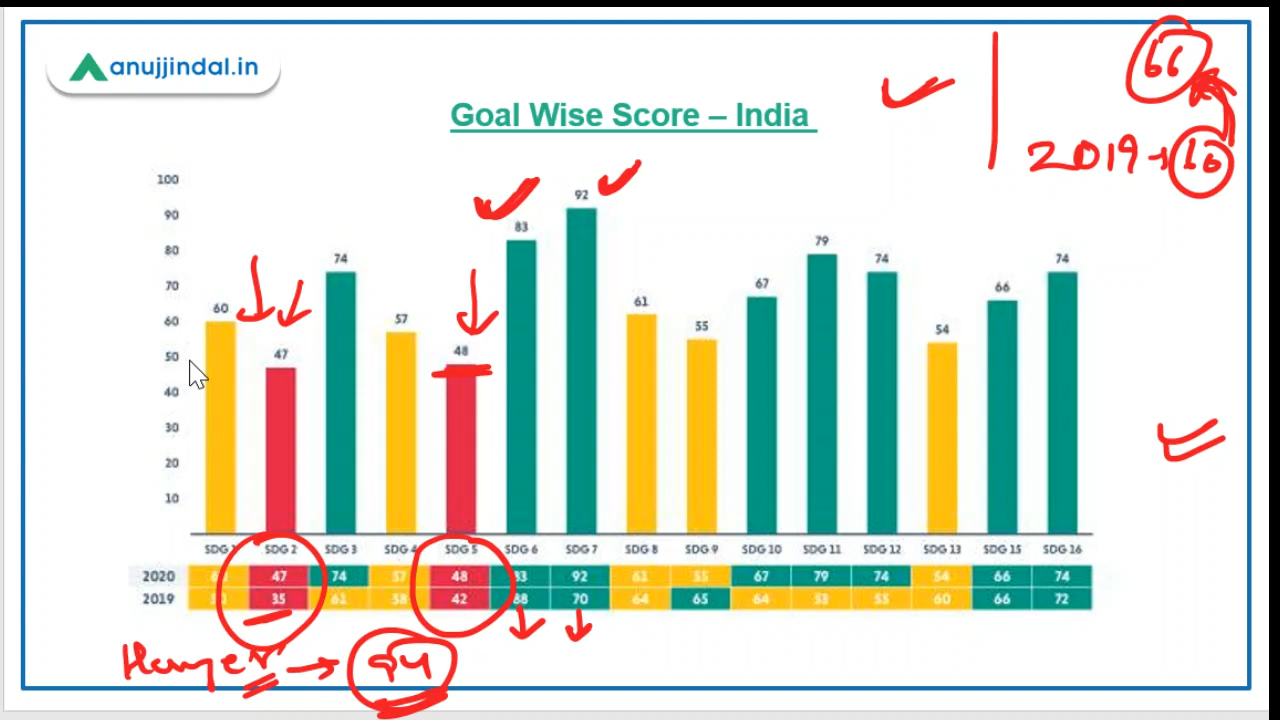 anujjindal.in
66
Goal Wise Score – India
2019 → 16
100
90
80
70
60
50
40
30
20
10
60 47 74 57 48 83 92 61 55 67 79 74 54 66 74
SDG SDG 2 SDG 3 SDG 4 SDG 5 SDG 6 SDG 7 SDG 8 SDG 9 SDG 10 SDG 11 SDG 12 SDG 13 SDG 15 SDG 16
2020 47 74 57 48 83 92 61 55 67 79 74 54 66 74
2019 35 61 58 42 88 70 64 65 64 53 55 60 66 72
Hunger → 94